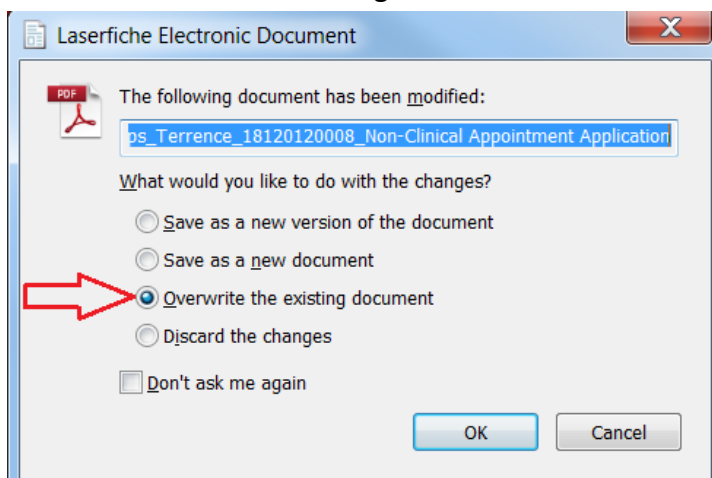 Laserfiche Electronic Document
X
PDF
The following document has been modified:
ps_Terrence_18120120008_Non-Clinical Appointment Application
What would you like to do with the changes?
Save as a new version of the document
Save as a new document
Overwrite the existing document
Discard the changes
Don't ask me again
OK Cancel